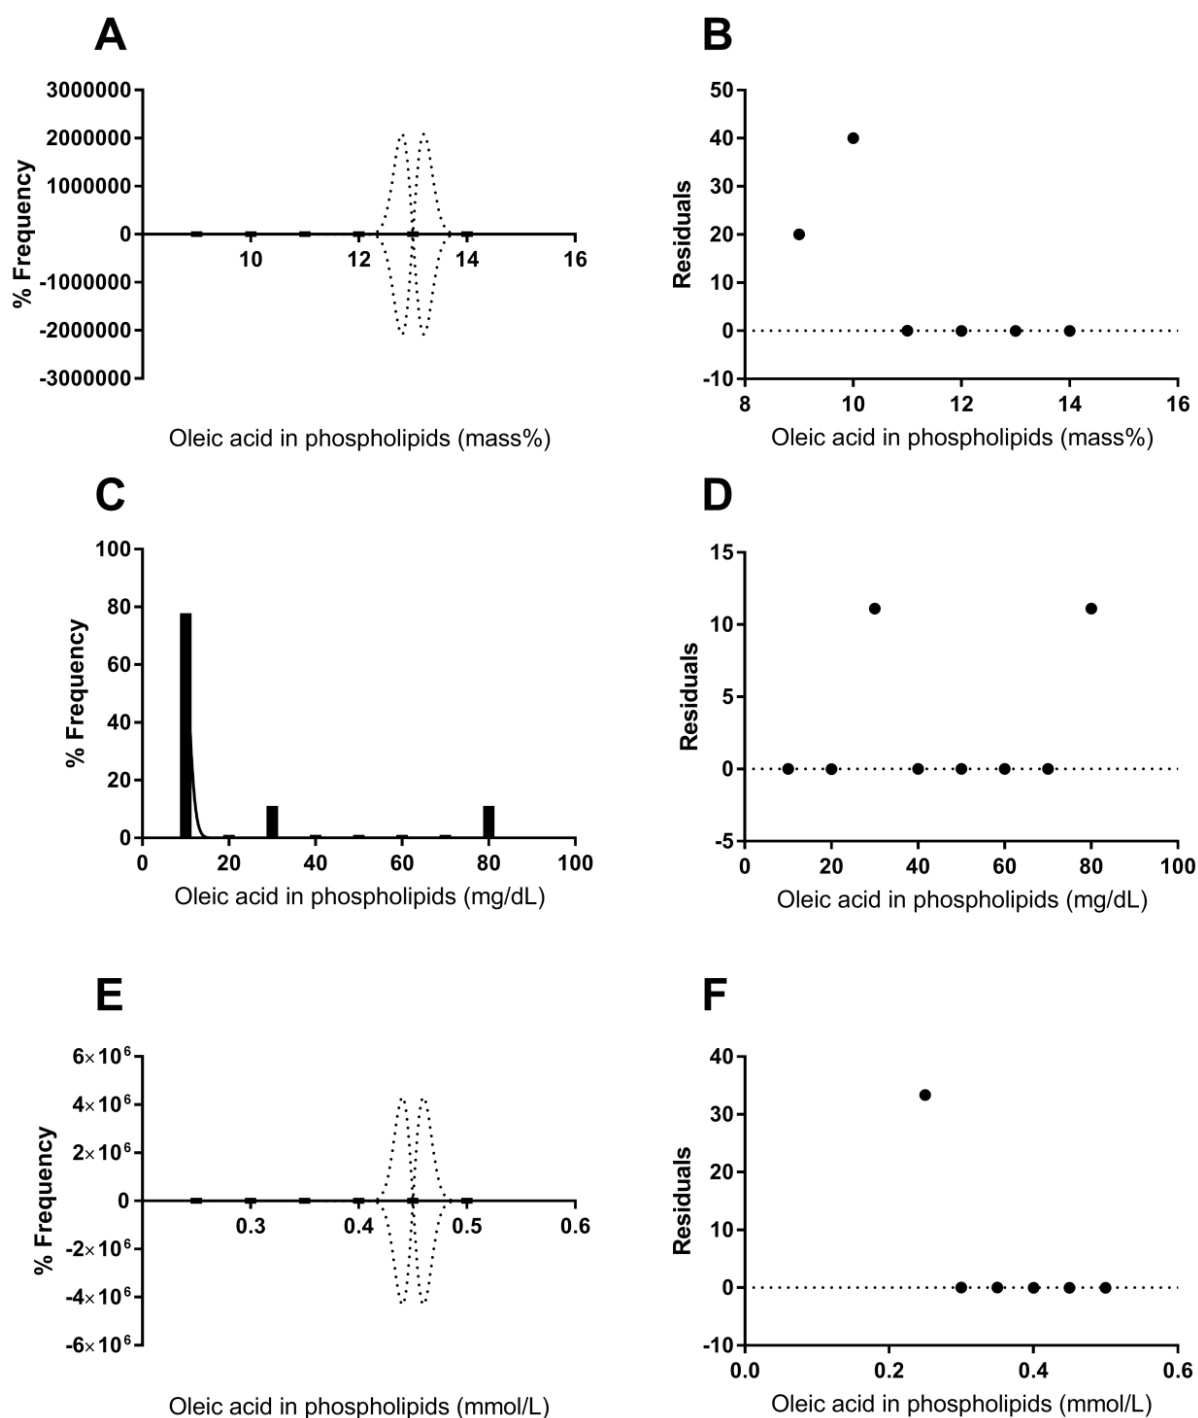 A
% Frequency
3000000
2000000
1000000
0
-1000000
-2000000
-3000000
10 12 14 16
Oleic acid in phospholipids (mass%)
B
Residuals
50
40
30
20
10
0
-10
8 10 12 14 16
Oleic acid in phospholipids (mass%)
C
% Frequency
100
80
60
40
20
0
0 20 40 60 80 100
Oleic acid in phospholipids (mg/dL)
D
Residuals
15
10
5
0
-5
0 20 40 60 80 100
Oleic acid in phospholipids (mg/dL)
E
% Frequency
6×10⁶
4×10⁶
2×10⁶
0
-2×10⁶
-4×10⁶
-6×10⁶
0.3 0.4 0.5 0.6
Oleic acid in phospholipids (mmol/L)
F
Residuals
40
30
20
10
0
-10
0.0 0.2 0.4 0.6
Oleic acid in phospholipids (mmol/L)